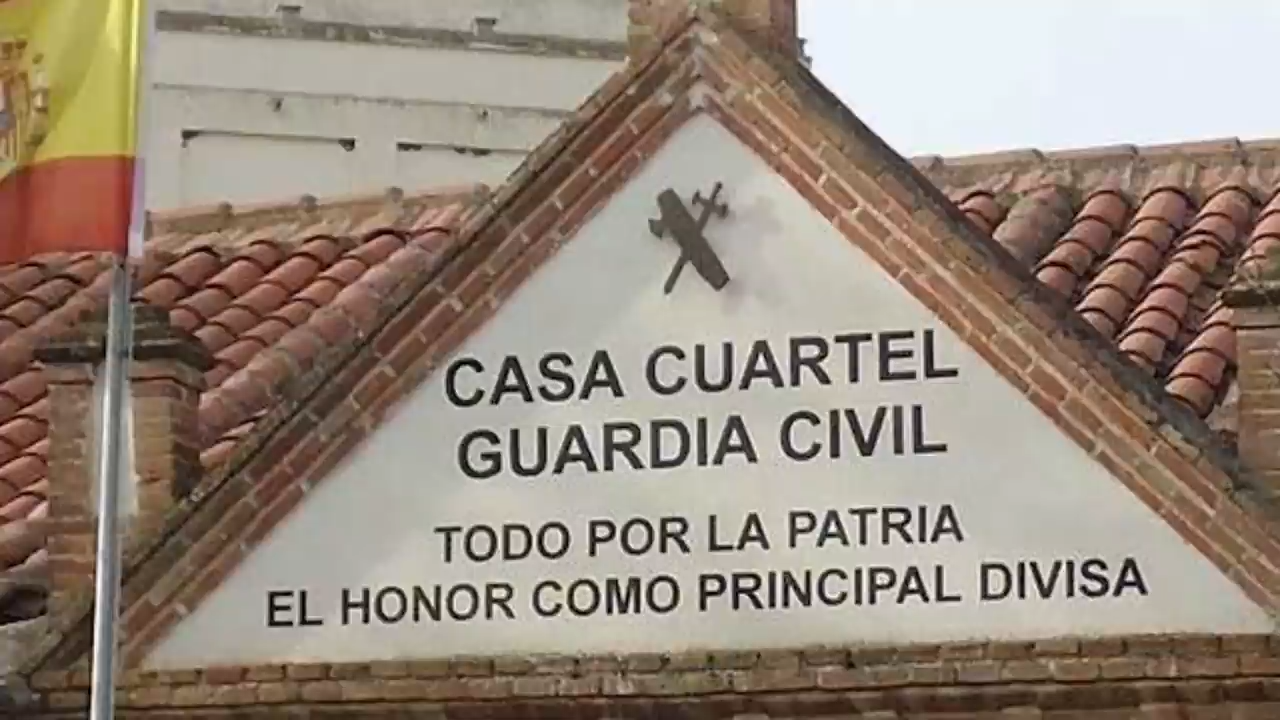 CASA CUARTEL
GUARDIA CIVIL
TODO POR LA PATRIA
EL HONOR COMO PRINCIPAL DIVISA